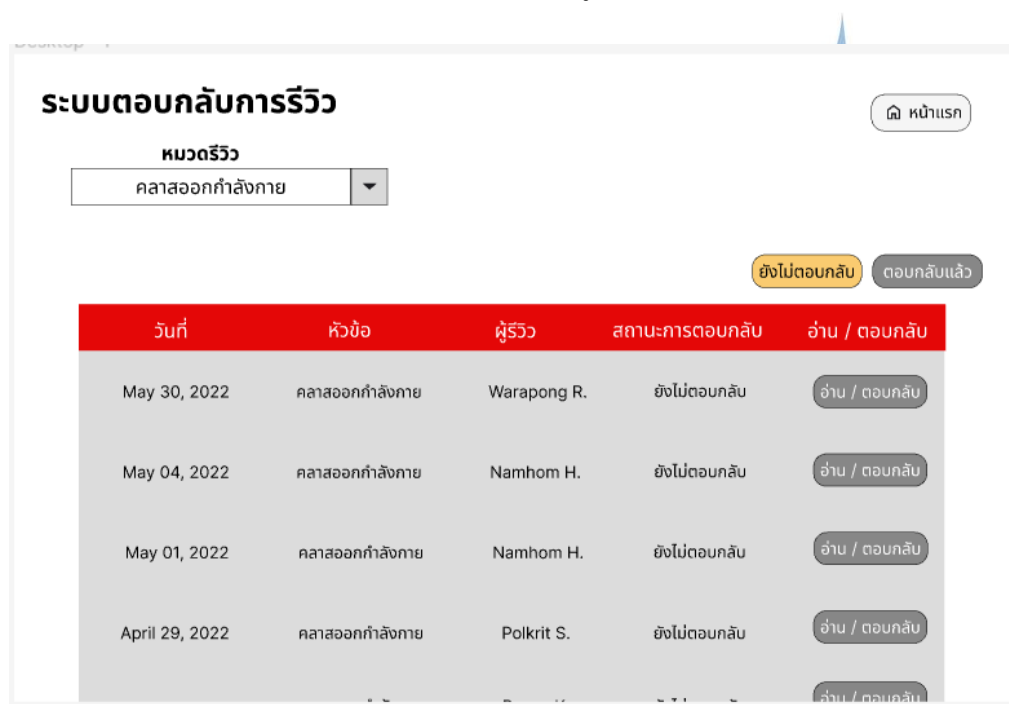 ระบบตอบกลับการรีวิว
หน้าแรก
หมวดรีวิว
คลาสออกกำลังกาย
ยังไม่ตอบกลับ ตอบกลับแล้ว
วันที่ หัวข้อ ผู้รีวิว สถานะการตอบกลับ อ่าน / ตอบกลับ
May 30, 2022 คลาสออกกำลังกาย Warapong R. ยังไม่ตอบกลับ อ่าน / ตอบกลับ
May 04, 2022 คลาสออกกำลังกาย Namhom H. ยังไม่ตอบกลับ อ่าน / ตอบกลับ
May 01, 2022 คลาสออกกำลังกาย Namhom H. ยังไม่ตอบกลับ อ่าน / ตอบกลับ
April 29, 2022 คลาสออกกำลังกาย Polkrit S. ยังไม่ตอบกลับ อ่าน / ตอบกลับ
อ่าน / ตอบกลับ